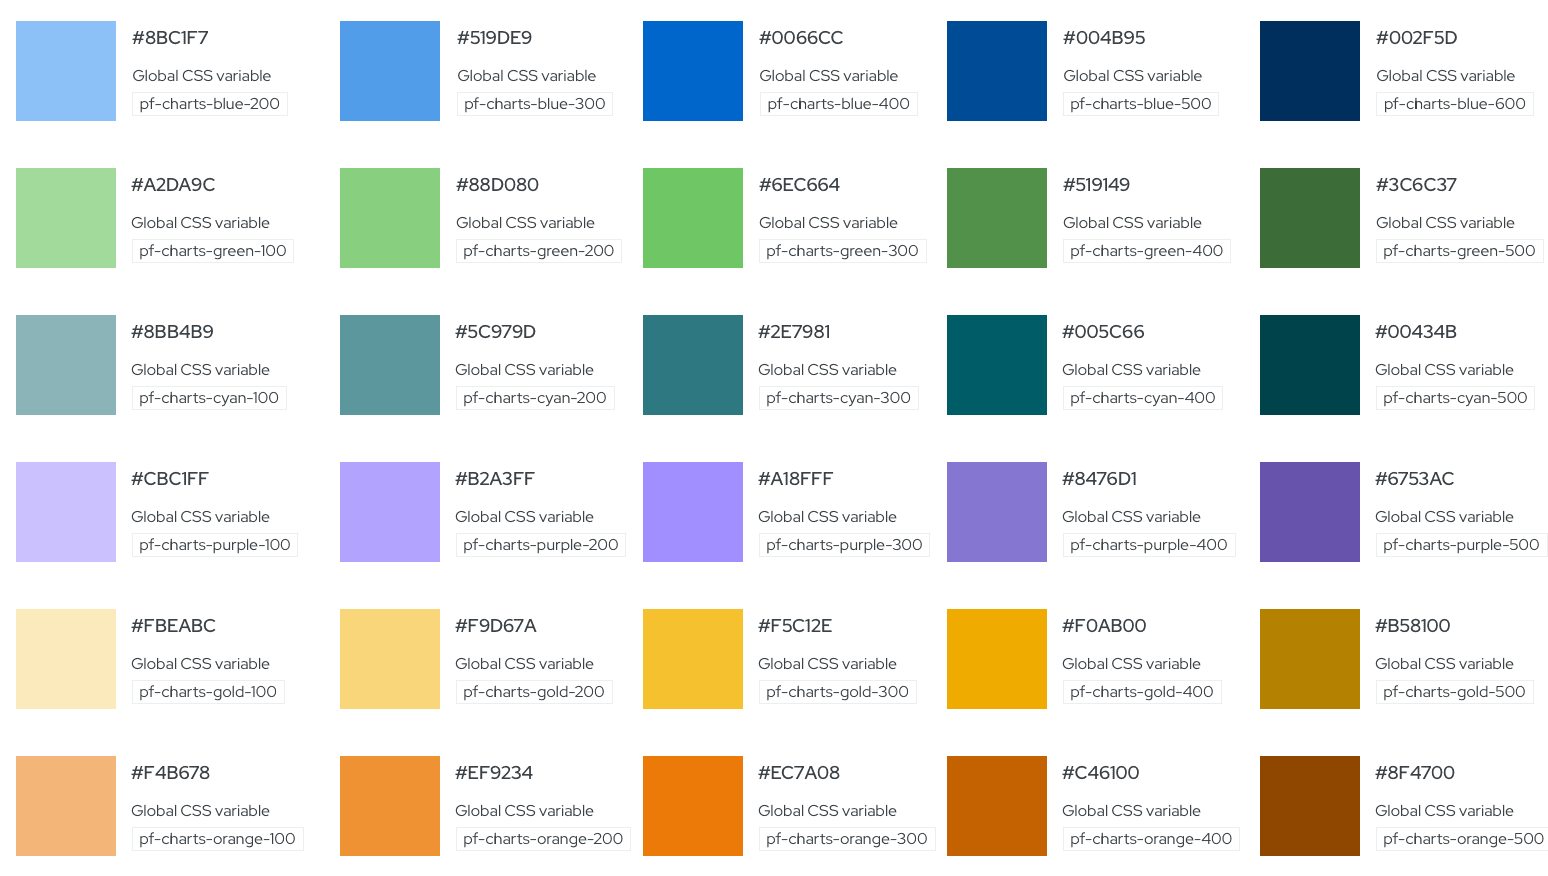 #8BC1F7
Global CSS variable
pf-charts-blue-200
#519DE9
Global CSS variable
pf-charts-blue-300
#0066CC
Global CSS variable
pf-charts-blue-400
#004B95
Global CSS variable
pf-charts-blue-500
#002F5D
Global CSS variable
pf-charts-blue-600
#A2DA9C
Global CSS variable
pf-charts-green-100
#88D080
Global CSS variable
pf-charts-green-200
#6EC664
Global CSS variable
pf-charts-green-300
#519149
Global CSS variable
pf-charts-green-400
#3C6C37
Global CSS variable
pf-charts-green-500
#8BB4B9
Global CSS variable
pf-charts-cyan-100
#5C979D
Global CSS variable
pf-charts-cyan-200
#2E7981
Global CSS variable
pf-charts-cyan-300
#005C66
Global CSS variable
pf-charts-cyan-400
#00434B
Global CSS variable
pf-charts-cyan-500
#CBC1FF
Global CSS variable
pf-charts-purple-100
#B2A3FF
Global CSS variable
pf-charts-purple-200
#A18FFF
Global CSS variable
pf-charts-purple-300
#8476D1
Global CSS variable
pf-charts-purple-400
#6753AC
Global CSS variable
pf-charts-purple-500
#FBEABC
Global CSS variable
pf-charts-gold-100
#F9D67A
Global CSS variable
pf-charts-gold-200
#F5C12E
Global CSS variable
pf-charts-gold-300
#F0AB00
Global CSS variable
pf-charts-gold-400
#B58100
Global CSS variable
pf-charts-gold-500
#F4B678
Global CSS variable
pf-charts-orange-100
#EF9234
Global CSS variable
pf-charts-orange-200
#EC7A08
Global CSS variable
pf-charts-orange-300
#C46100
Global CSS variable
pf-charts-orange-400
#8F4700
Global CSS variable
pf-charts-orange-500